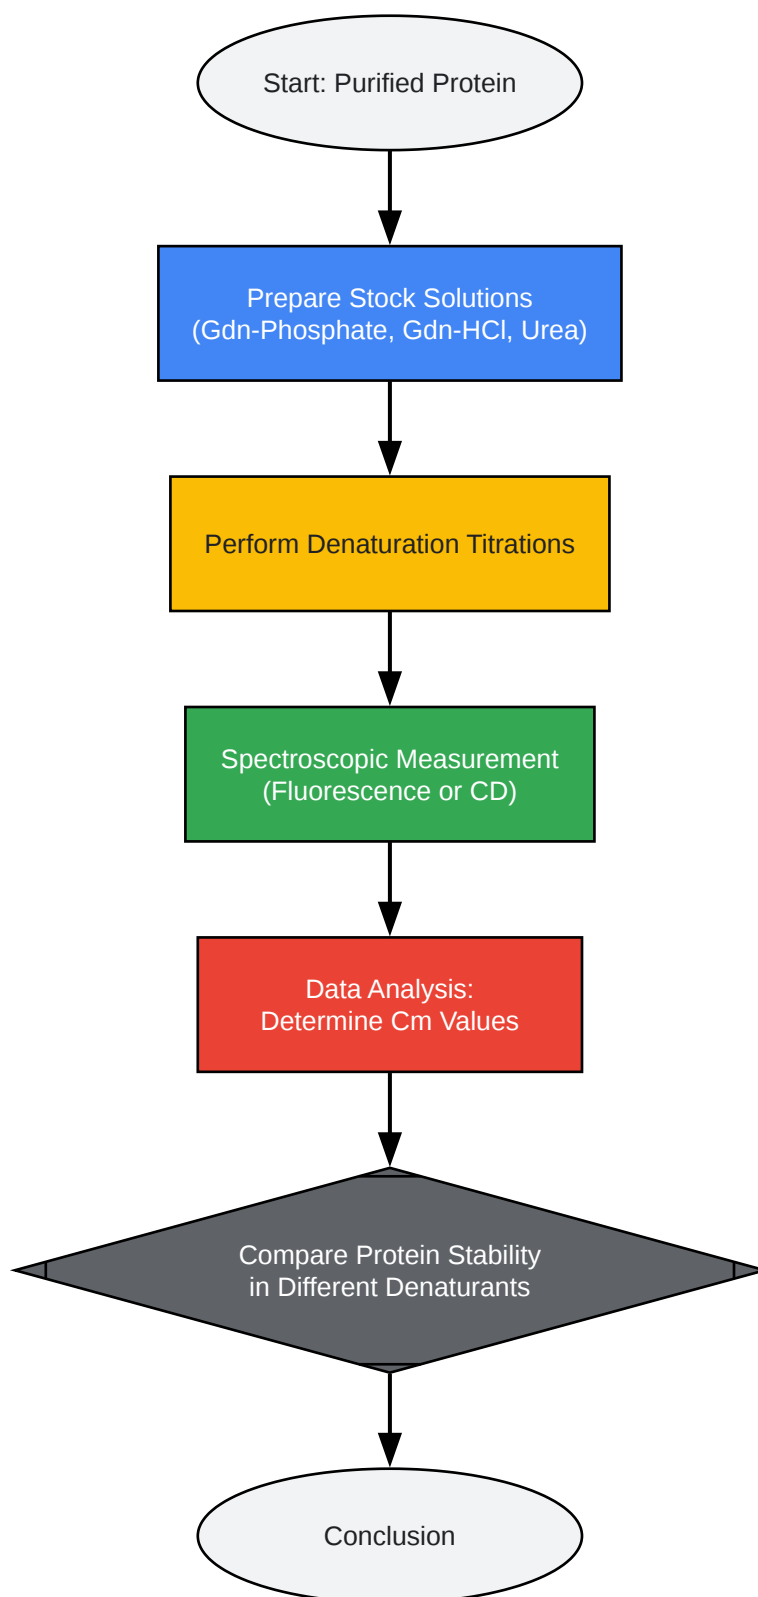 Start: Purified Protein
Prepare Stock Solutions
(Gdn-Phosphate, Gdn-HCl, Urea)
Perform Denaturation Titrations
Spectroscopic Measurement
(Fluorescence or CD)
Data Analysis:
Determine Cm Values
Compare Protein Stability
in Different Denaturants
Conclusion